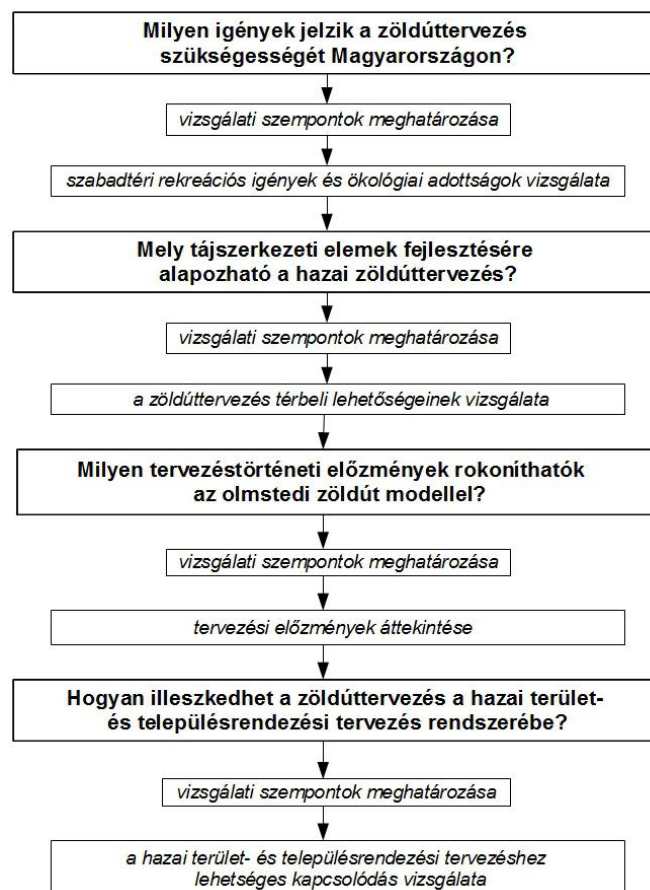 Milyen igények jelzik a zöldúttervezés
szükségességét Magyarországon?
vizsgálati szempontok meghatározása
szabadtéri rekreációs igények és ökológiai adottságok vizsgálata
Mely tájszerkezeti elemek fejlesztésére
alapozható a hazai zöldúttervezés?
vizsgálati szempontok meghatározása
a zöldúttervezés térbeli lehetőségeinek vizsgálata
Milyen tervezéstörténeti előzmények rokoníthatók
az olmstedi zöldút modellel?
vizsgálati szempontok meghatározása
tervezési előzmények áttekintése
Hogyan illeszkedhet a zöldúttervezés a hazai terület-
és településrendezési tervezés rendszerébe?
vizsgálati szempontok meghatározása
a hazai terület- és településrendezési tervezéshez
lehetséges kapcsolódás vizsgálata